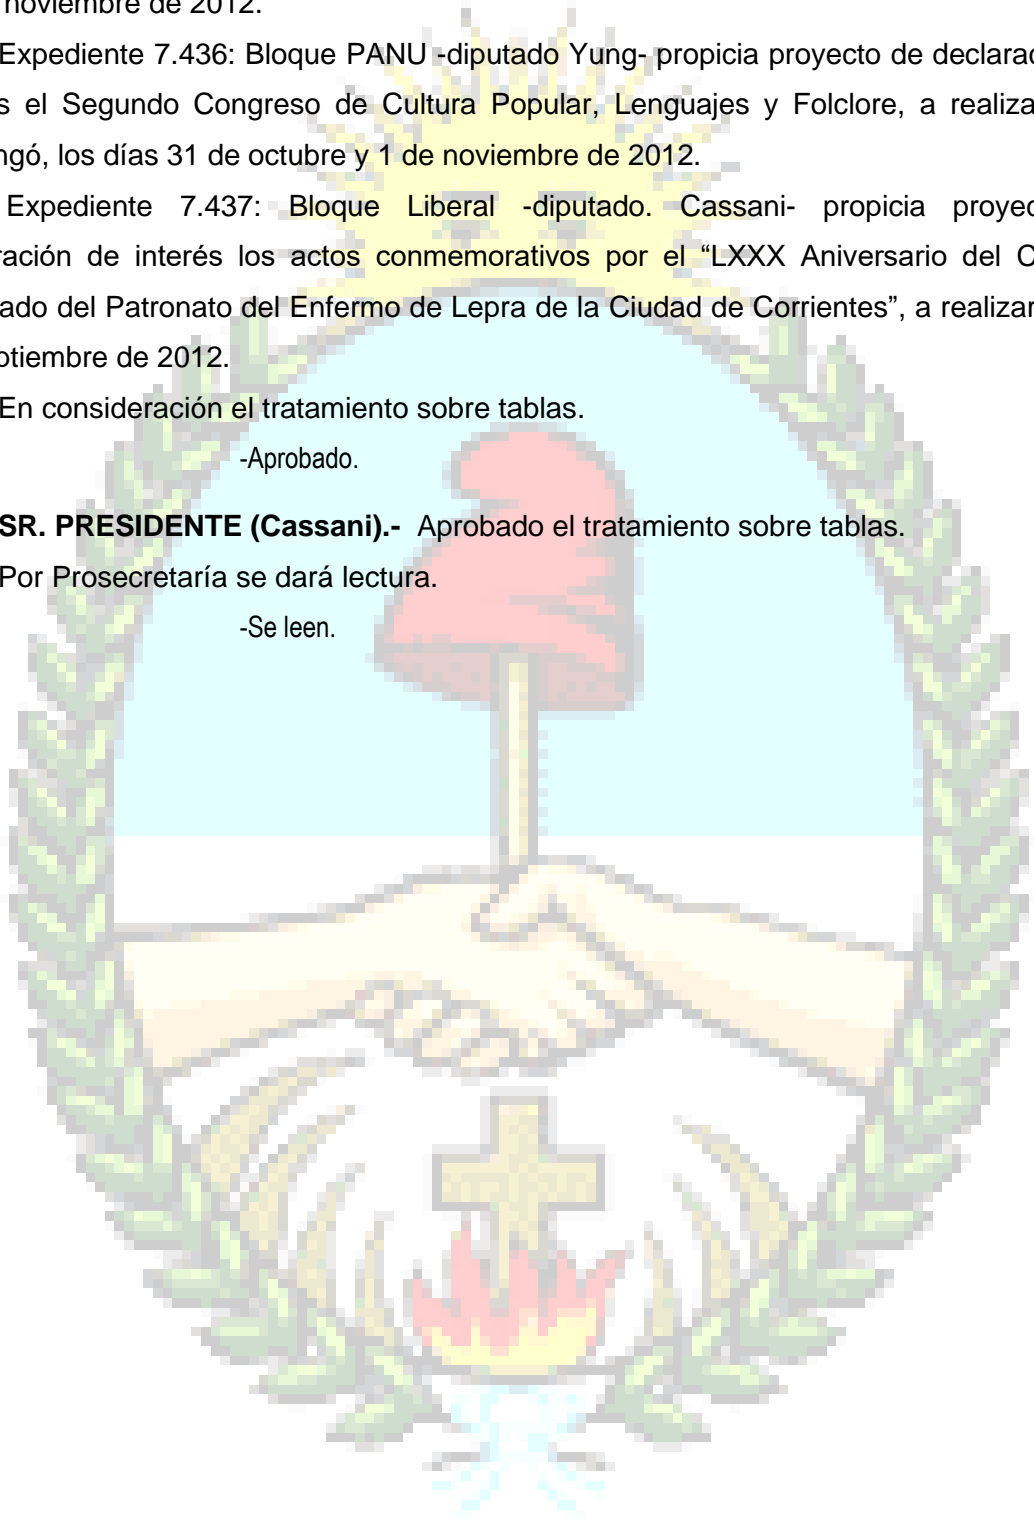 noviembre de 2012.
Expediente 7.436: Bloque PANU -diputado Yung- propicia proyecto de declarac
s el Segundo Congreso de Cultura Popular, Lenguajes y Folclore, a realiza
ngó, los días 31 de octubre y 1 de noviembre de 2012.
Expediente 7.437: Bloque Liberal -diputado. Cassani- propicia proyec
ración de interés los actos conmemorativos por el “LXXX Aniversario del C
ado del Patronato del Enfermo de Lepra de la Ciudad de Corrientes”, a realizar
otiembre de 2012.
En consideración el tratamiento sobre tablas.
-Aprobado.
SR. PRESIDENTE (Cassani).- Aprobado el tratamiento sobre tablas.
Por Prosecretaría se dará lectura.
-Se leen.